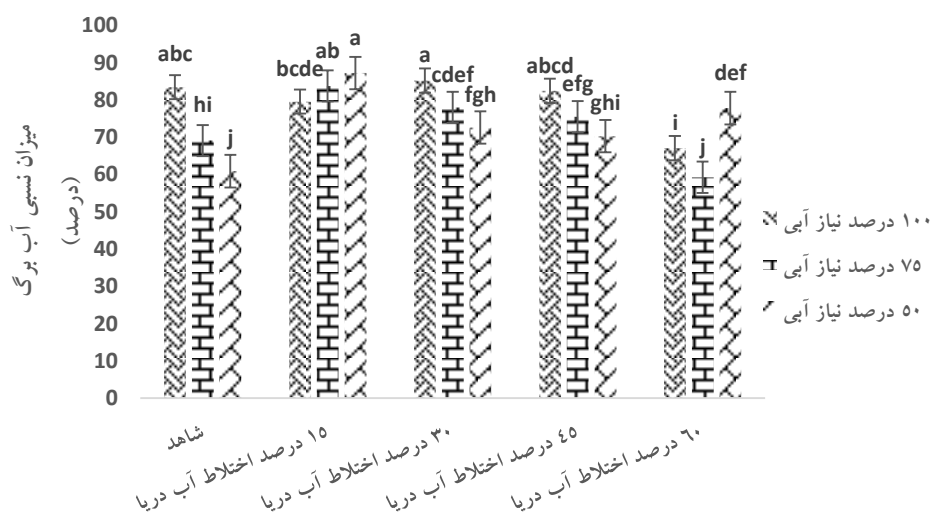 میزان نسبی آب برگ
(درصد)
100
90
80
70
60
50
40
30
20
10
0
abc
hi
j
bcde
ab
a
a
cdef
fgh
abcd
efg
ghi
i
j
def
شاهد
۱۵ درصد اختلاط آب دریا
۳۰ درصد اختلاط آب دریا
٤٥ درصد اختلاط آب دریا
٦٠ درصد اختلاط آب دریا
۱۰۰ درصد نیاز آبی
۷۵ درصد نیاز آبی
۵۰ درصد نیاز آبی